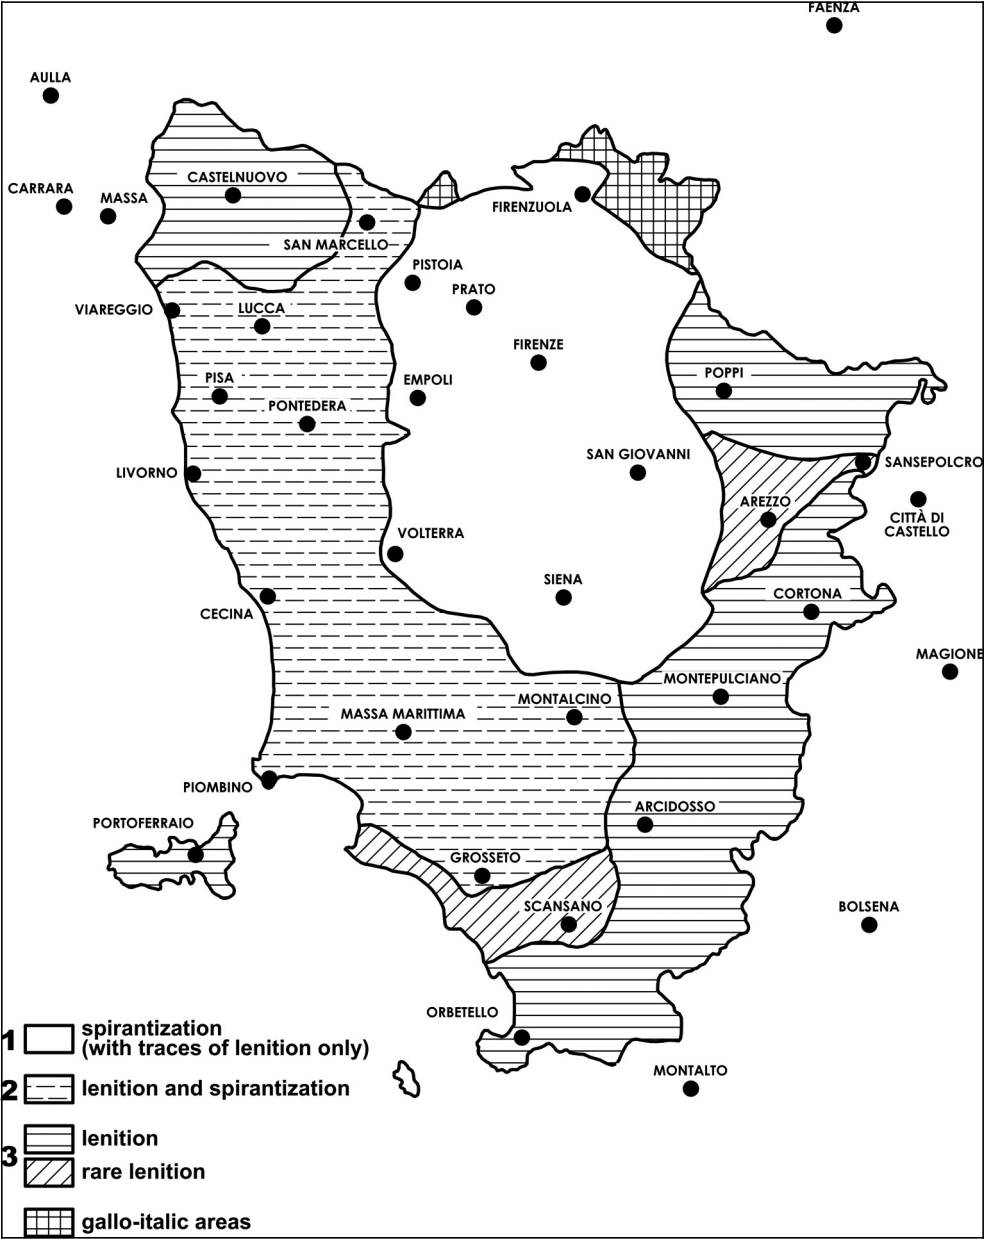 FAENZA
AULLA
CASTELNUOVO
CARRARA
MASSA
FIRENZUOLA
SAN MARCELLO
PISTOIA
PRATO
VIAREGGIO
LUCCA
FIRENZE
POPPI
PISA
EMPOLI
PONTEDERA
SAN GIOVANNI
SANSEPOLCRO
LIVORNO
AREZZO
CITTÀ DI
CASTELLO
VOLTERRA
SIENA
CORTONA
CECINA
MAGIONE
MONTEPULCIANO
MONTALCINO
MASSA MARITTIMA
PIOMBINO
ARCIDOSSO
PORTOFERRAIO
GROSSETO
SCANSANO
BOLSENA
ORBETELLO
MONTALTO
1 spirantization
(with traces of lenition only)
2 lenition and spirantization
3 lenition
rare lenition
gallo-italic areas